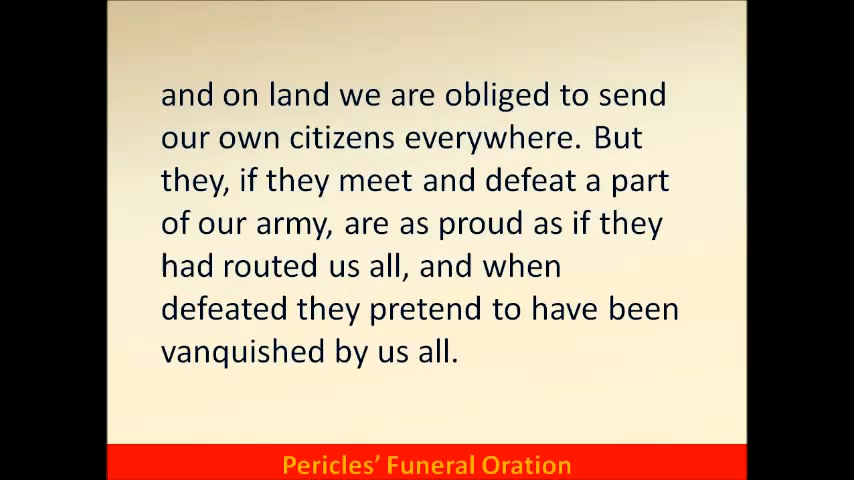 and on land we are obliged to send
our own citizens everywhere. But
they, if they meet and defeat a part
of our army, are as proud as if they
had routed us all, and when
defeated they pretend to have been
vanquished by us all.
Pericles’ Funeral Oration